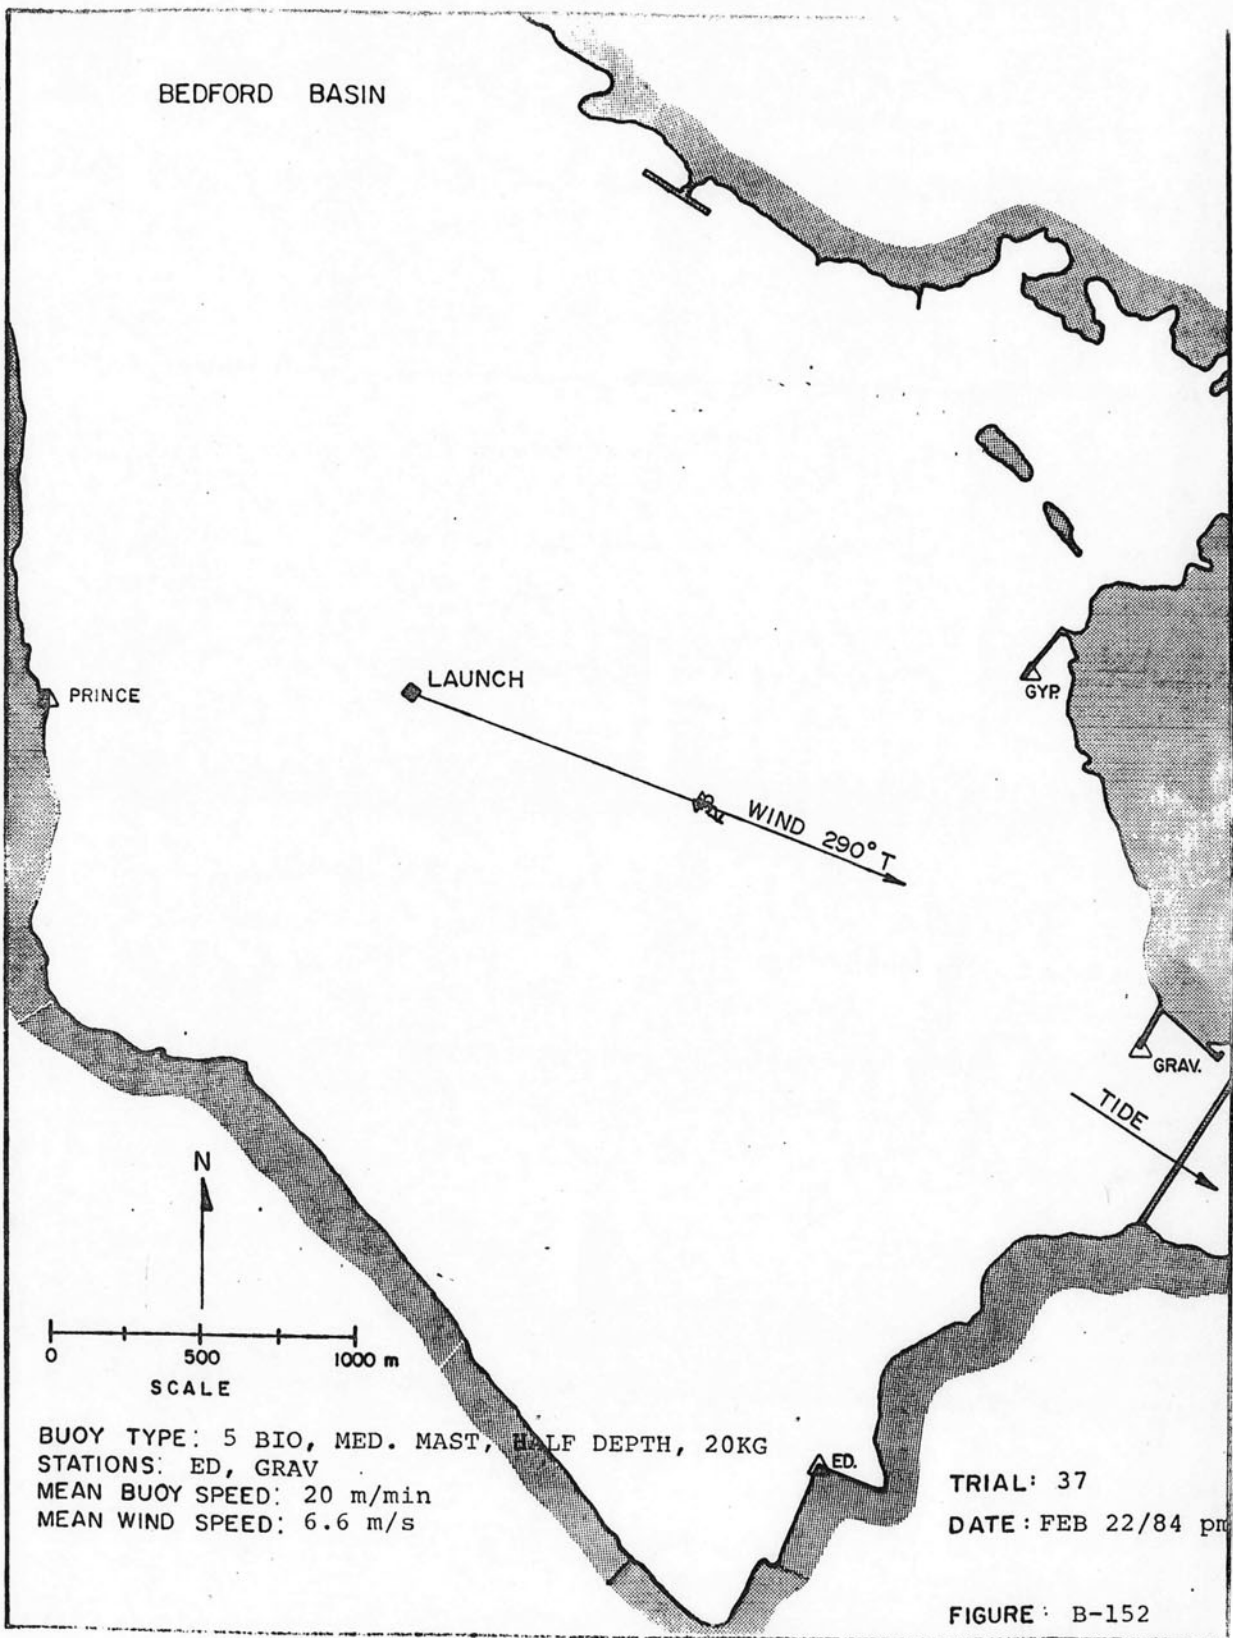 BEDFORD BASIN
LAUNCH
PRINCE
GYP.
WIND 290° T
GRAV.
TIDE
N
0 500 1000 m
SCALE
ED.
BUOY TYPE: 5 BIO, MED. MAST, HALF DEPTH, 20KG
STATIONS: ED, GRAV
MEAN BUOY SPEED: 20 m/min
MEAN WIND SPEED: 6.6 m/s
TRIAL: 37
DATE: FEB 22/84 pm
FIGURE: B-152